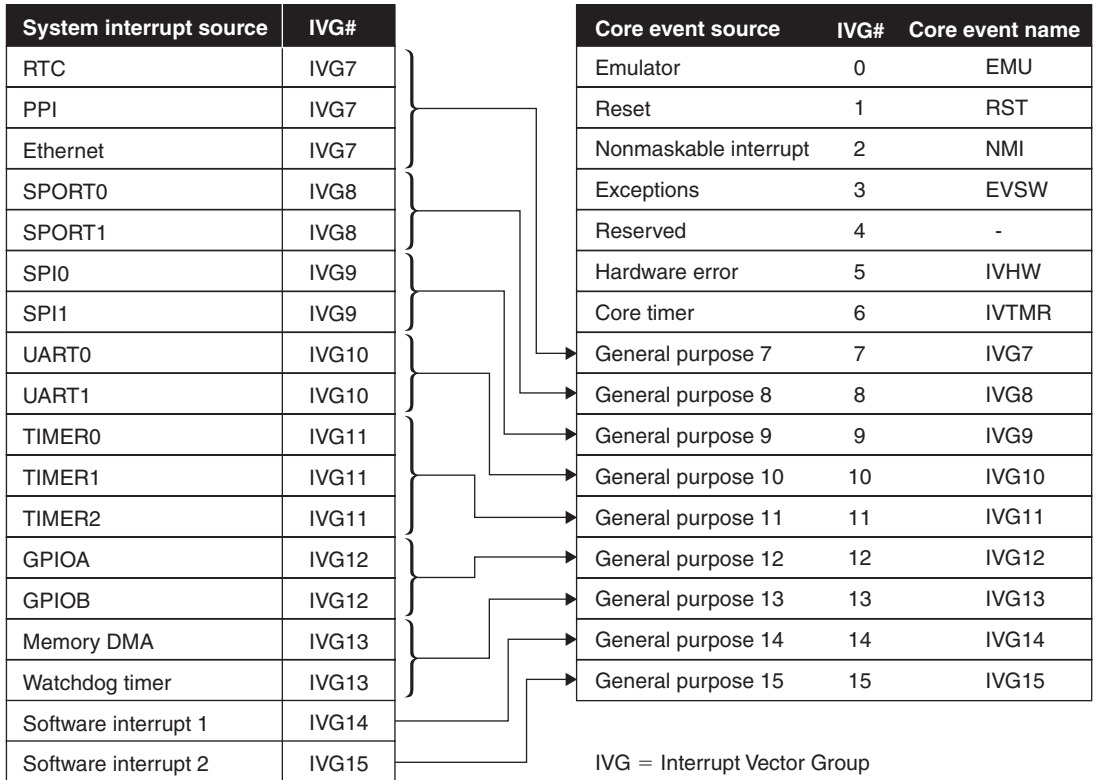 System interrupt source IVG#
RTC IVG7
PPI IVG7
Ethernet IVG7
SPORT0 IVG8
SPORT1 IVG8
SPI0 IVG9
SPI1 IVG9
UART0 IVG10
UART1 IVG10
TIMER0 IVG11
TIMER1 IVG11
TIMER2 IVG11
GPIOA IVG12
GPIOB IVG12
Memory DMA IVG13
Watchdog timer IVG13
Software interrupt 1 IVG14
Software interrupt 2 IVG15
Core event source IVG# Core event name
Emulator 0 EMU
Reset 1 RST
Nonmaskable interrupt 2 NMI
Exceptions 3 EVSW
Reserved 4 -
Hardware error 5 IVHW
Core timer 6 IVTMR
General purpose 7 7 IVG7
General purpose 8 8 IVG8
General purpose 9 9 IVG9
General purpose 10 10 IVG10
General purpose 11 11 IVG11
General purpose 12 12 IVG12
General purpose 13 13 IVG13
General purpose 14 14 IVG14
General purpose 15 15 IVG15
IVG = Interrupt Vector Group